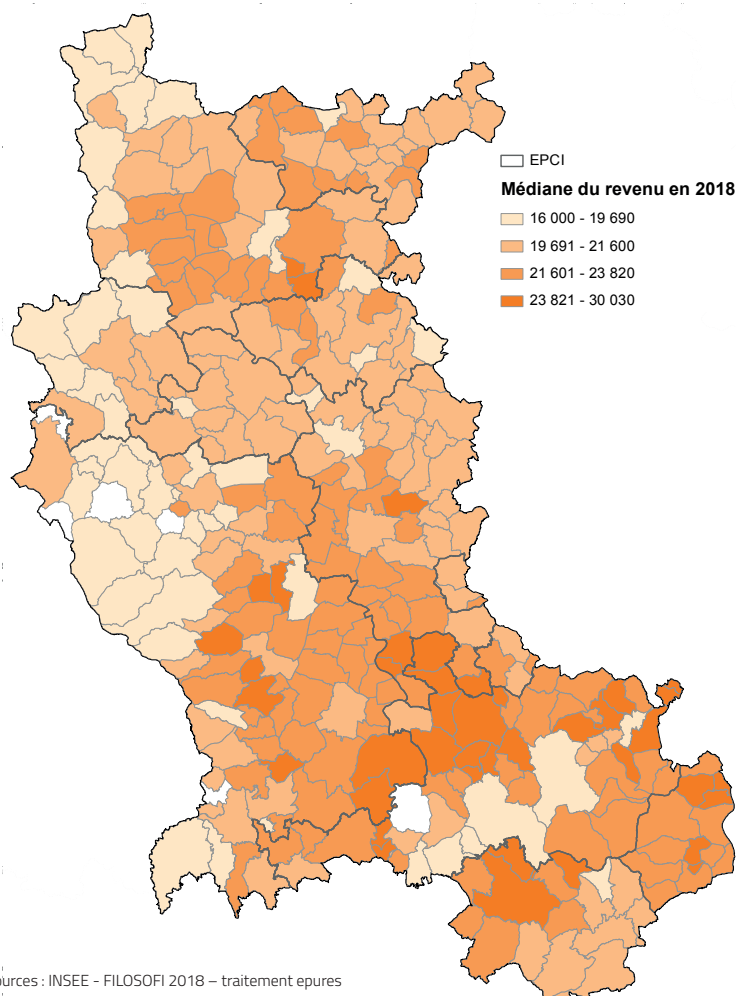 EPCI
Médiane du revenu en 2018
16 000 - 19 690
19 691 - 21 600
21 601 - 23 820
23 821 - 30 030
urces : INSEE - FILOSOFI 2018 – traitement epures